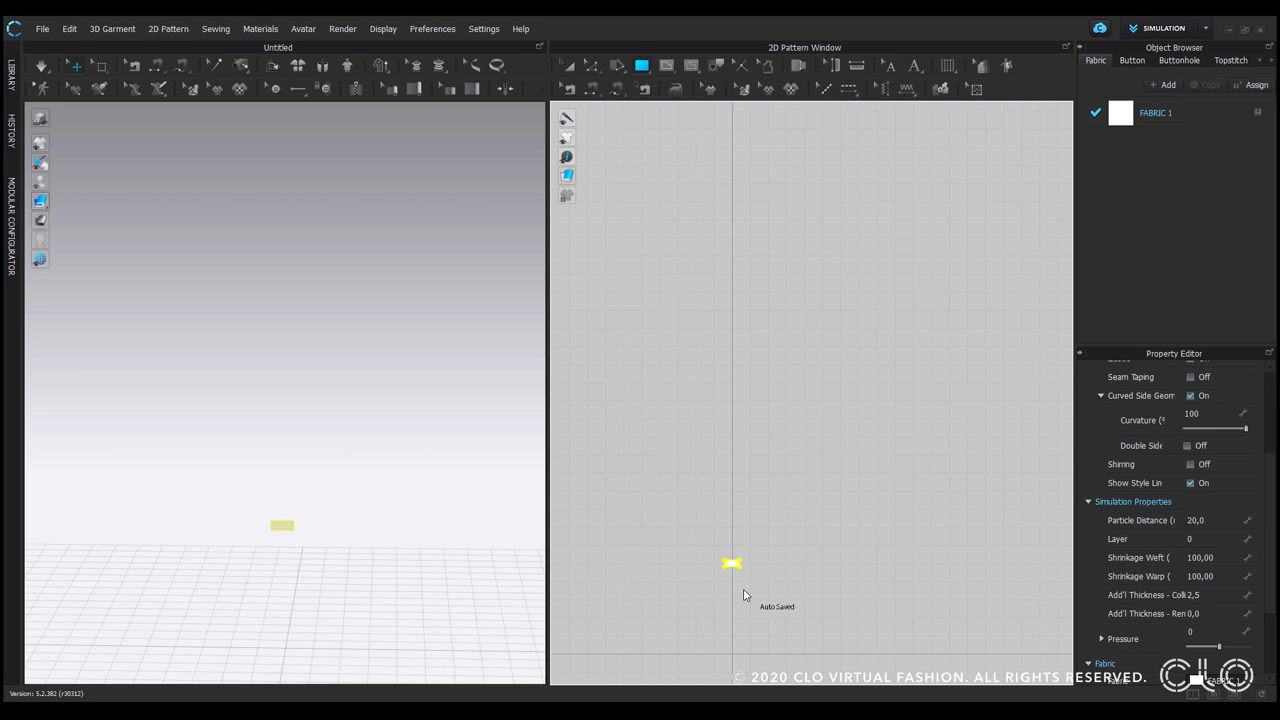 File Edit 3D Garment 2D Pattern Sewing Materials Avatar Render Display Preferences Settings Help
SIMULATION
Untitled
2D Pattern Window
Object Browser
LIBRARY
HISTORY
MODULAR CONFIGURATOR
Fabric Button Buttonhole Topstitch
+ Add Copy Assign
FABRIC 1
Property Editor
Seam Taping Off
Curved Side Geom On
Curvature ( 100
Double Side Off
Shirring Off
Show Style Lin On
Simulation Properties
Particle Distance ( 20,0
Layer 0
Shrinkage Weft ( 100,00
Shrinkage Warp ( 100,00
Add'l Thickness - Colli 2,5
Add'l Thickness - Ren 0,0
Pressure 0
Fabric
Auto Saved
© 2020 CLO VIRTUAL FASHION. ALL RIGHTS RESERVED.
CLO
Version: 5.2.382 (r30312)